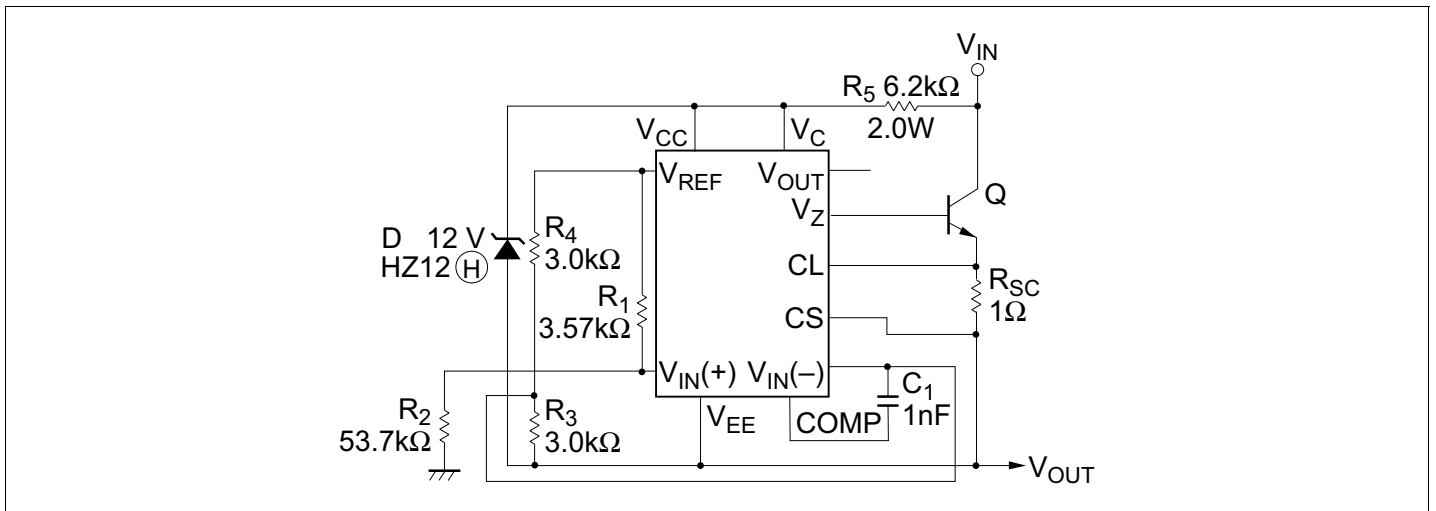 V_IN
R_5 6.2kΩ
2.0W
V_CC
V_C
V_REF
V_OUT
V_Z
Q
D 12 V
HZ12 Ⓗ
R_4
3.0kΩ
CL
R_SC
1Ω
R_1
3.57kΩ
CS
V_IN(+)
V_IN(–)
C_1
1nF
R_2
53.7kΩ
R_3
3.0kΩ
V_EE
COMP
V_OUT